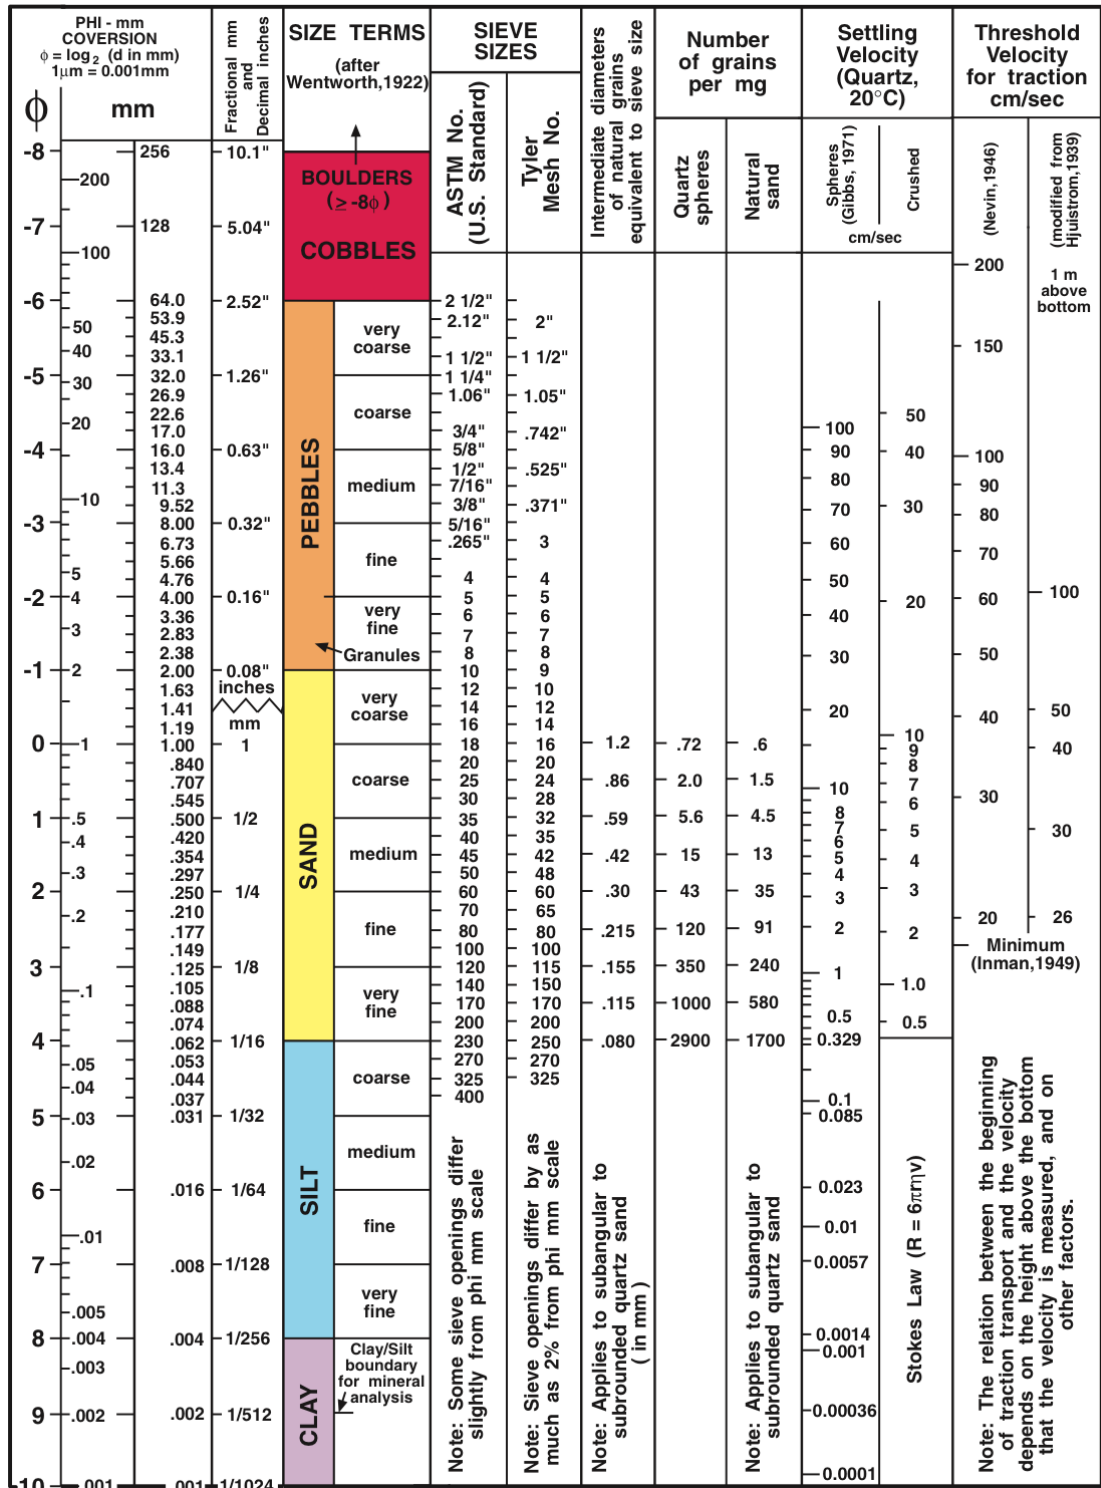 PHI - mm
COVERSION
ϕ = log₂ (d in mm)
1μm = 0.001mm
ϕ
mm
Fractional mm
and
Decimal inches
SIZE TERMS
(after
Wentworth,1922)
SIEVE
SIZES
ASTM No.
(U.S. Standard)
Tyler
Mesh No.
Intermediate diameters
of natural grains
equivalent to sieve size
Number
of grains
per mg
Quartz
spheres
Natural
sand
Settling
Velocity
(Quartz,
20°C)
Spheres
(Gibbs, 1971)
Crushed
cm/sec
Threshold
Velocity
for traction
cm/sec
(Nevin,1946)
(modified from
Hjuistrom,1939)
1 m
above
bottom
-8
-7
-6
-5
-4
-3
-2
-1
0
1
2
3
4
5
6
7
8
9
10
200
100
50
40
30
20
10
5
4
3
2
1
.5
.4
.3
.2
.1
.05
.04
.03
.02
.01
.005
.004
.003
.002
.001
256
128
64.0
53.9
45.3
33.1
32.0
26.9
22.6
17.0
16.0
13.4
11.3
9.52
8.00
6.73
5.66
4.76
4.00
3.36
2.83
2.38
2.00
1.63
1.41
1.19
1.00
.840
.707
.545
.500
.420
.354
.297
.250
.210
.177
.149
.125
.105
.088
.074
.062
.053
.044
.037
.031
.016
.008
.004
.002
.001
10.1"
5.04"
2.52"
1.26"
0.63"
0.32"
0.16"
0.08"
inches
mm
1
1/2
1/4
1/8
1/16
1/32
1/64
1/128
1/256
1/512
1/1024
BOULDERS
(≥ -8ϕ)
COBBLES
PEBBLES
very
coarse
coarse
medium
fine
very
fine
Granules
SAND
very
coarse
coarse
medium
fine
very
fine
SILT
coarse
medium
fine
very
fine
CLAY
Clay/Silt
boundary
for mineral
analysis
2 1/2"
2.12"
1 1/2"
1 1/4"
1.06"
3/4"
5/8"
1/2"
7/16"
3/8"
5/16"
.265"
4
5
6
7
8
10
12
14
16
18
20
25
30
35
40
45
50
60
70
80
100
120
140
170
200
230
270
325
400
Note: Some sieve openings differ
slightly from phi mm scale
2"
1 1/2"
1.05"
.742"
.525"
.371"
3
4
5
6
7
8
9
10
12
14
16
20
24
28
32
35
42
48
60
65
80
100
115
150
170
200
250
270
325
Note: Sieve openings differ by as
much as 2% from phi mm scale
1.2
.86
.59
.42
.30
.215
.155
.115
.080
Note: Applies to subangular to
subrounded quartz sand
( in mm )
.72
2.0
5.6
15
43
120
350
1000
2900
.6
1.5
4.5
13
35
91
240
580
1700
Note: Applies to subangular to
subrounded quartz sand
100
90
80
70
60
50
40
30
20
10
8
7
6
5
4
3
2
1
0.5
0.329
0.1
0.085
0.023
0.01
0.0057
0.0014
0.001
0.00036
0.0001
50
40
30
20
10
9
8
7
6
5
4
3
2
1.0
0.5
Stokes Law (R = 6πrηv)
200
150
100
90
80
70
60
50
40
30
20
100
50
40
30
26
Minimum
(Inman,1949)
Note: The relation between the beginning
of traction transport and the velocity
depends on the height above the bottom
that the velocity is measured, and on
other factors.